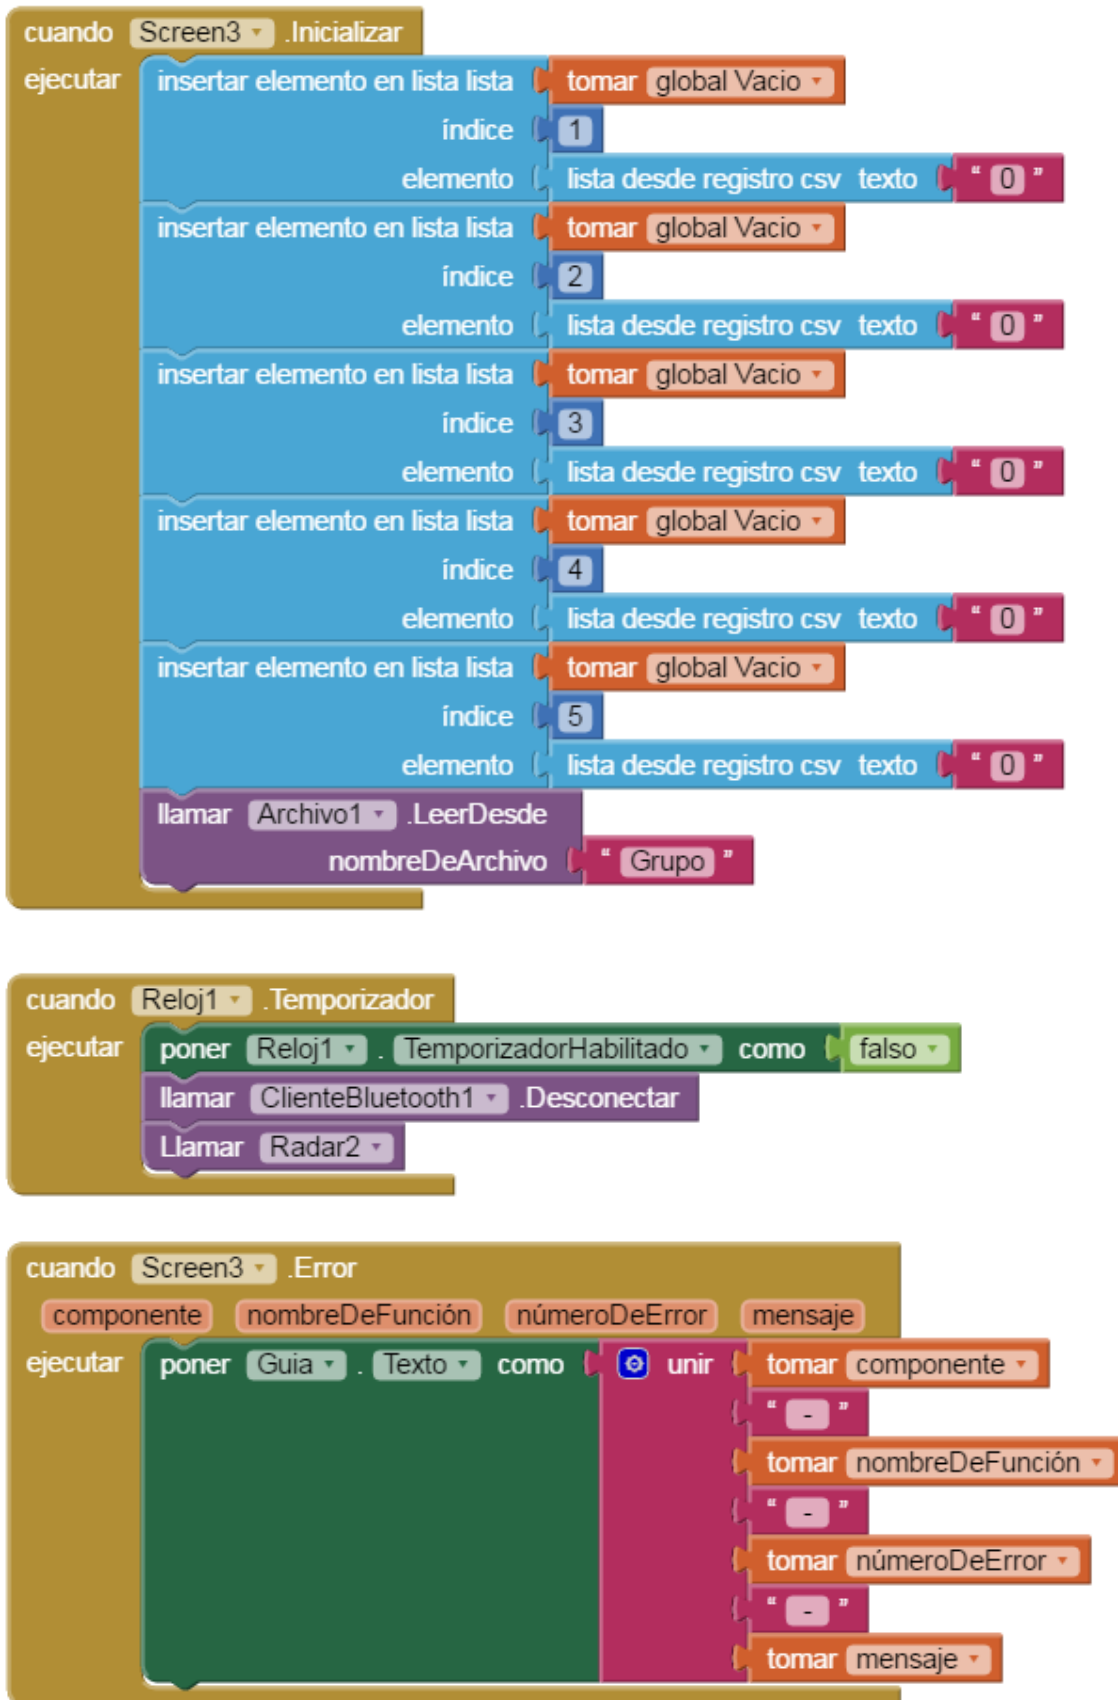 cuando Screen3 .Inicializar
ejecutar insertar elemento en lista lista tomar global Vacio
índice 1
elemento lista desde registro csv texto " 0 "
insertar elemento en lista lista tomar global Vacio
índice 2
elemento lista desde registro csv texto " 0 "
insertar elemento en lista lista tomar global Vacio
índice 3
elemento lista desde registro csv texto " 0 "
insertar elemento en lista lista tomar global Vacio
índice 4
elemento lista desde registro csv texto " 0 "
insertar elemento en lista lista tomar global Vacio
índice 5
elemento lista desde registro csv texto " 0 "
llamar Archivo1 .LeerDesde
nombreDeArchivo " Grupo "
cuando Reloj1 .Temporizador
ejecutar poner Reloj1 . TemporizadorHabilitado como falso
llamar ClienteBluetooth1 .Desconectar
Llamar Radar2
cuando Screen3 .Error
componente nombreDeFunción númeroDeError mensaje
ejecutar poner Guia . Texto como unir tomar componente
" - "
tomar nombreDeFunción
" - "
tomar númeroDeError
" - "
tomar mensaje